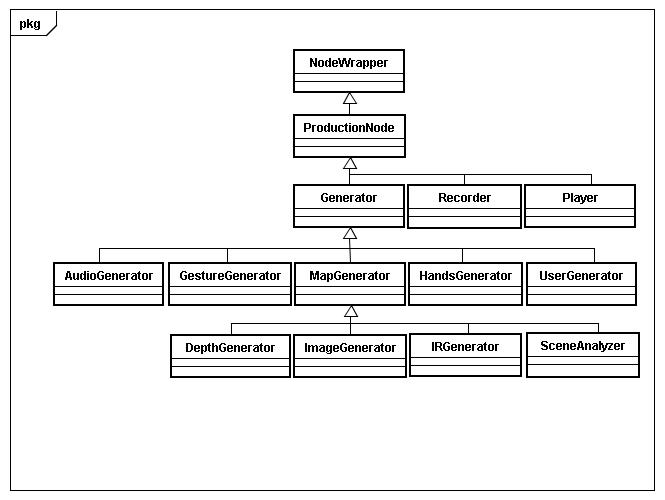 pkg
NodeWrapper
ProductionNode
Generator Recorder Player
AudioGenerator GestureGenerator MapGenerator HandsGenerator UserGenerator
DepthGenerator ImageGenerator IRGenerator SceneAnalyzer